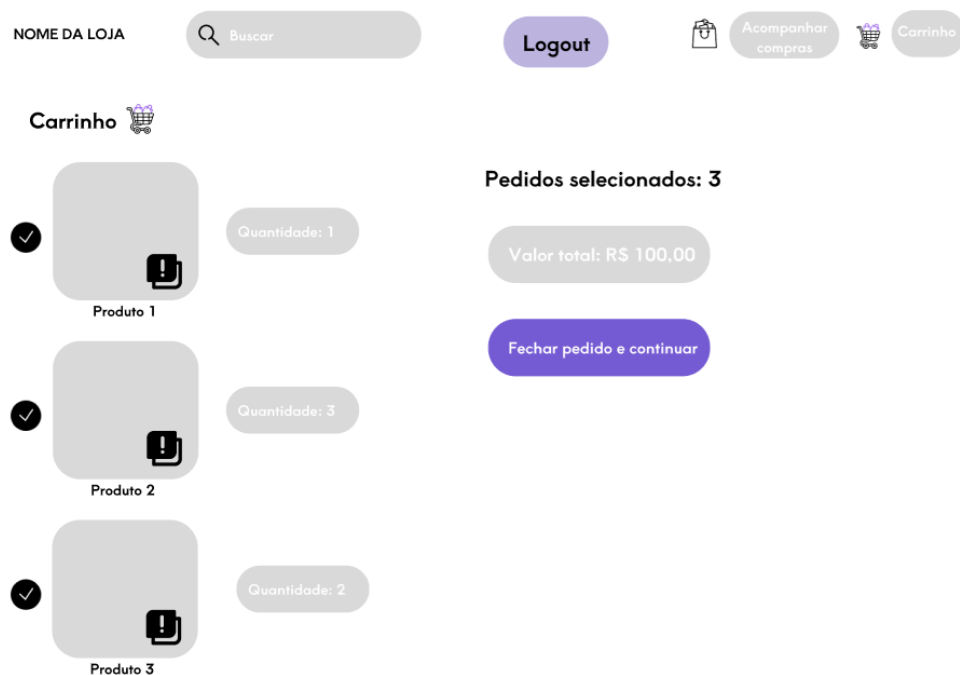 NOME DA LOJA
Buscar
Logout
Acompanhar
compras
Carrinho
Carrinho
Pedidos selecionados: 3
Quantidade: 1
Valor total: R$ 100,00
Produto 1
Fechar pedido e continuar
Quantidade: 3
Produto 2
Quantidade: 2
Produto 3